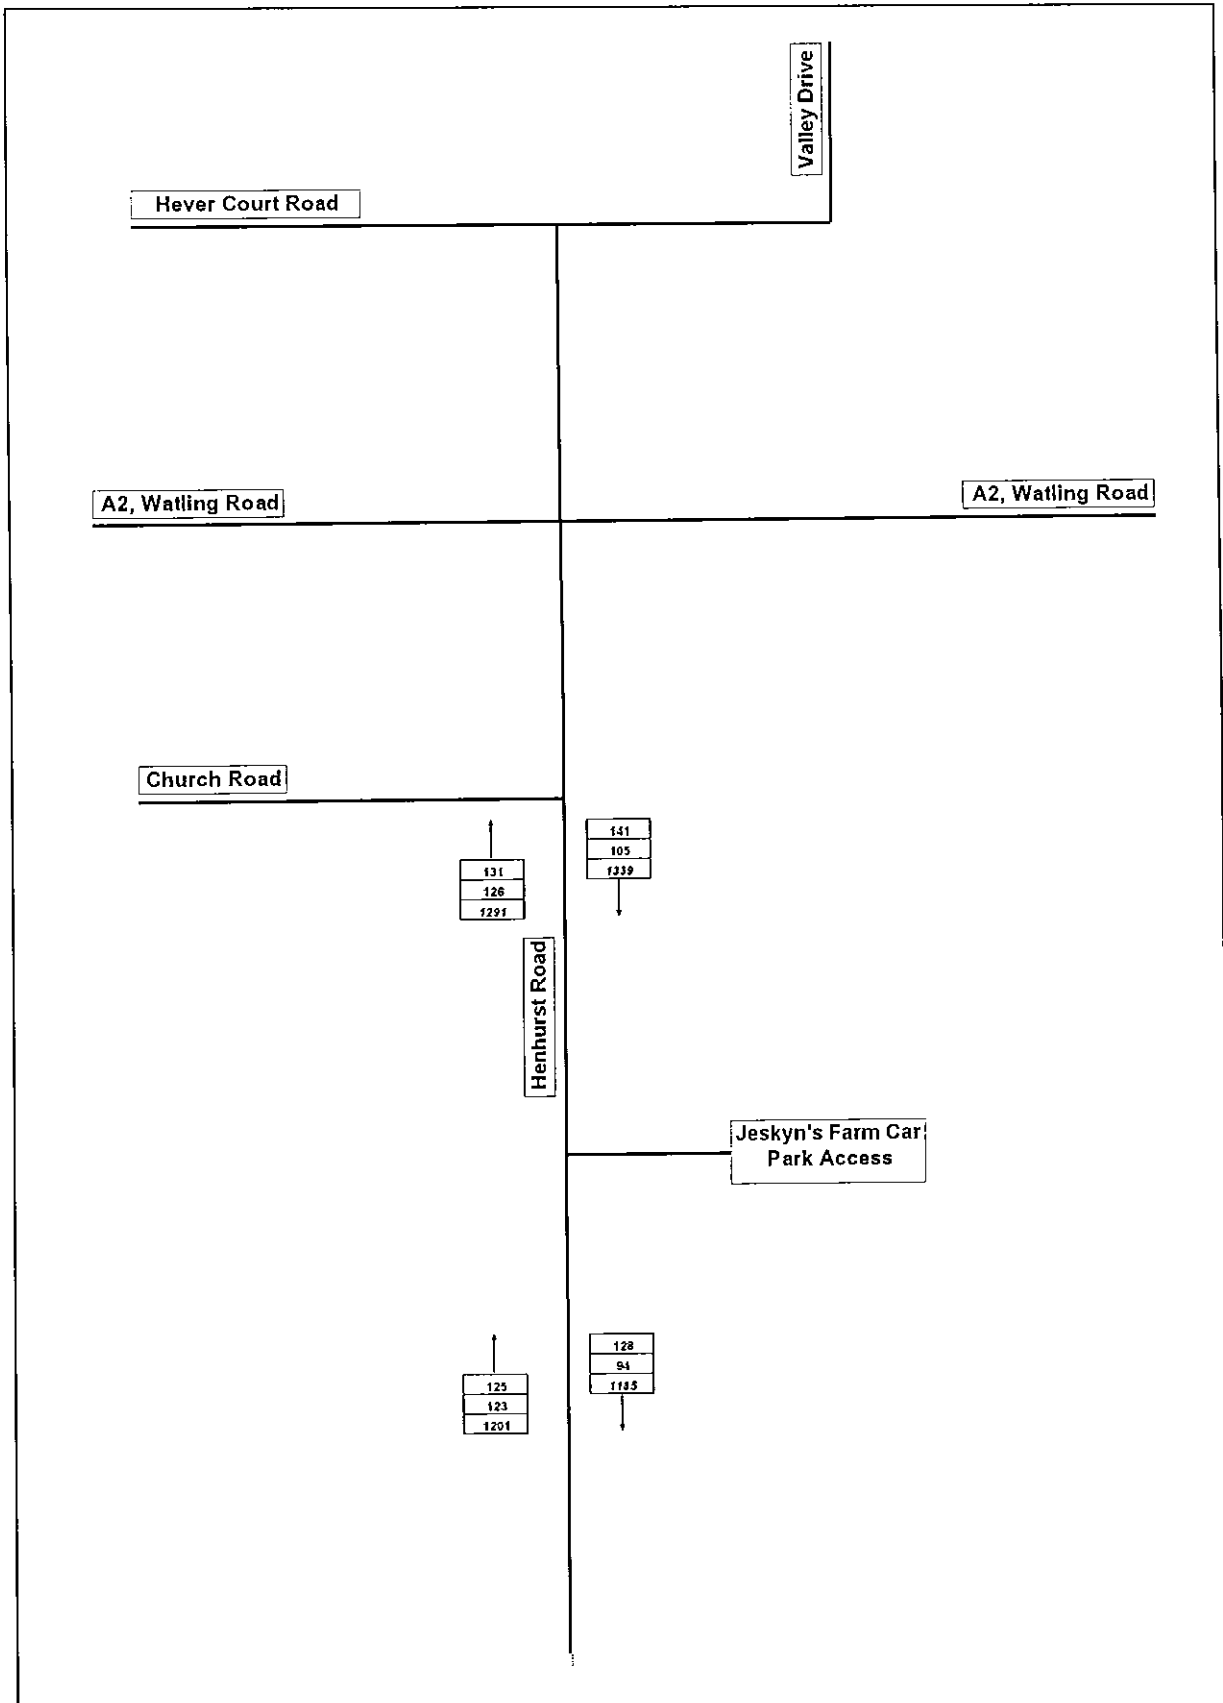 Valley Drive
Hever Court Road
A2, Watling Road
A2, Watling Road
Church Road
131
126
1291
141
105
1339
Henhurst Road
Jeskyn's Farm Car
Park Access
125
123
1201
128
94
1185